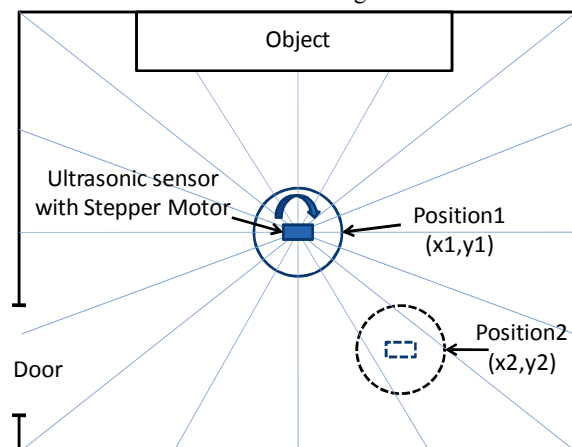 Object
Ultrasonic sensor
with Stepper Motor
Position1
(x1,y1)
Position2
(x2,y2)
Door